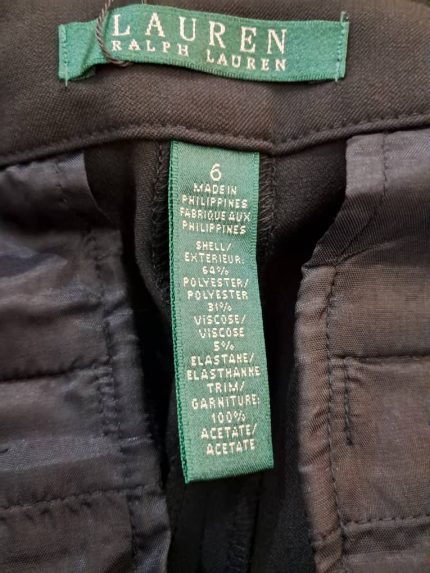 LAUREN
RALPH LAUREN
6
MADE IN
PHILIPPINES
FABRIQUE AUX
PHILIPPINES
SHELL/
EXTERIEUR:
64%
POLYESTER/
POLYESTER
31%
VISCOSE/
VISCOSE
5%
ELASTANE/
ELASTHANNE
TRIM/
GARNITURE:
100%
ACETATE/
ACETATE